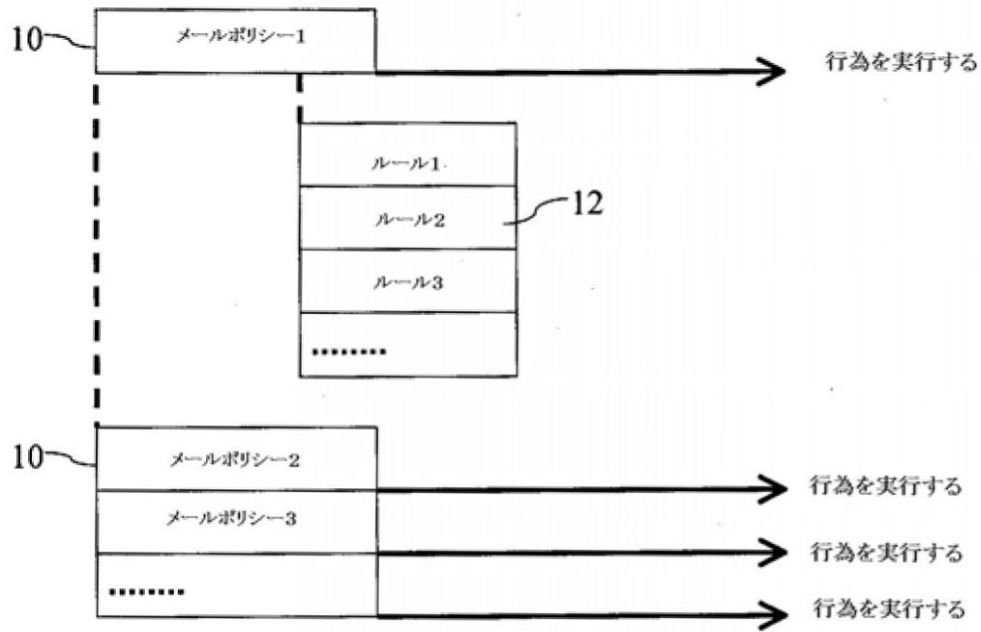 10
メールポリシー1
行為を実行する
ルール1
ルール2
12
ルール3
........
10
メールポリシー2
行為を実行する
メールポリシー3
行為を実行する
........
行為を実行する